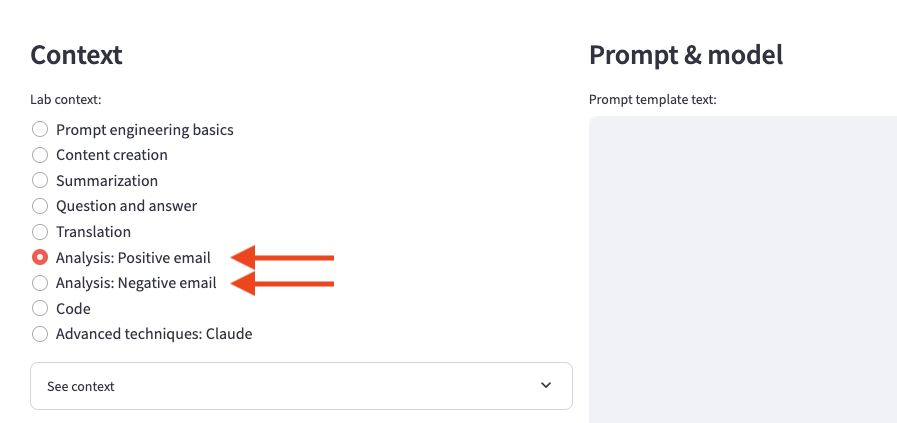 Context
Lab context:
Prompt engineering basics
Content creation
Summarization
Question and answer
Translation
Analysis: Positive email
Analysis: Negative email
Code
Advanced techniques: Claude
See context
Prompt & model
Prompt template text: